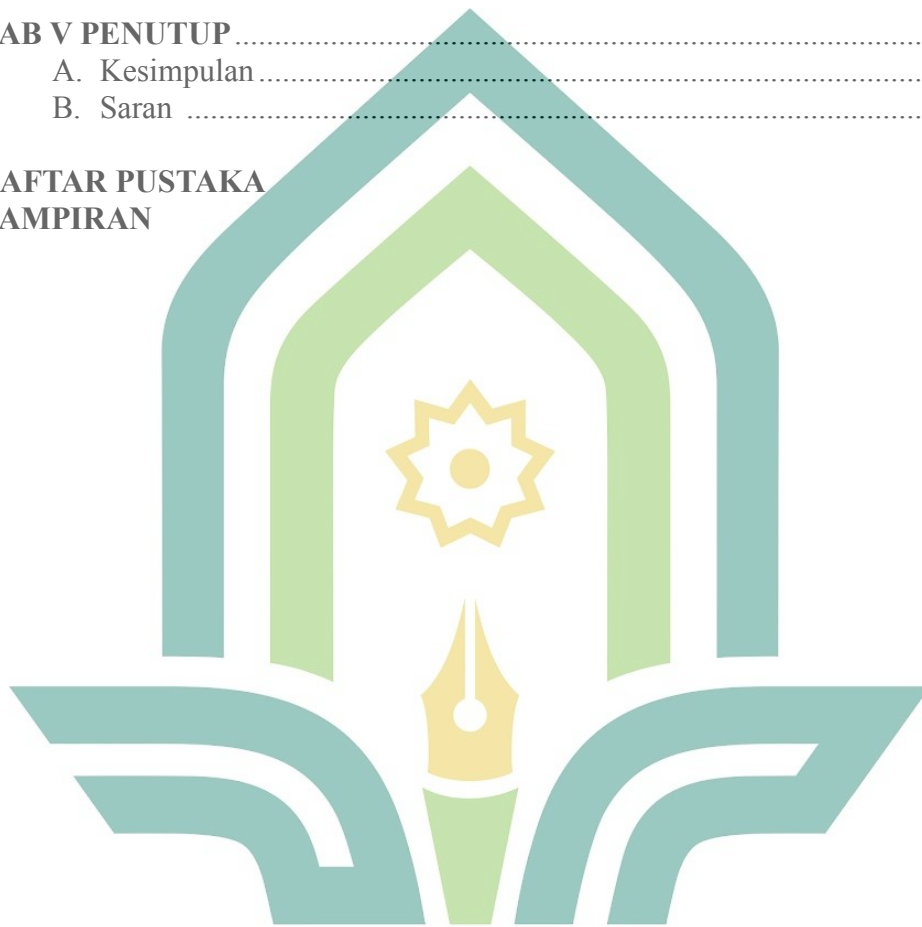 AB V PENUTUP
A. Kesimpulan
B. Saran
AFTAR PUSTAKA
AMPIRAN